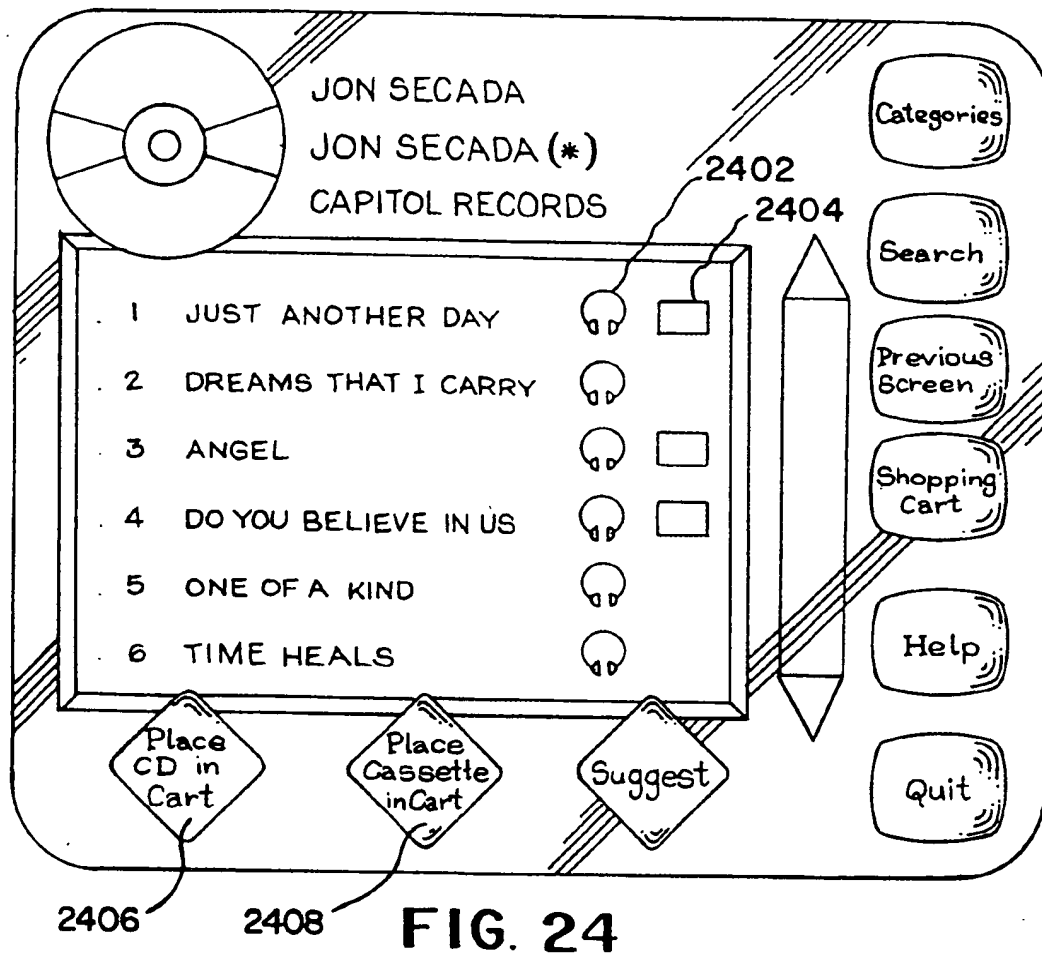 JON SECADA
JON SECADA (*)
CAPITOL RECORDS
2402
2404
1 JUST ANOTHER DAY
2 DREAMS THAT I CARRY
3 ANGEL
4 DO YOU BELIEVE IN US
5 ONE OF A KIND
6 TIME HEALS
Categories
Search
Previous
Screen
Shopping
Cart
Help
Quit
Place
CD in
Cart
Place
Cassette
in Cart
Suggest
2406
2408
FIG. 24